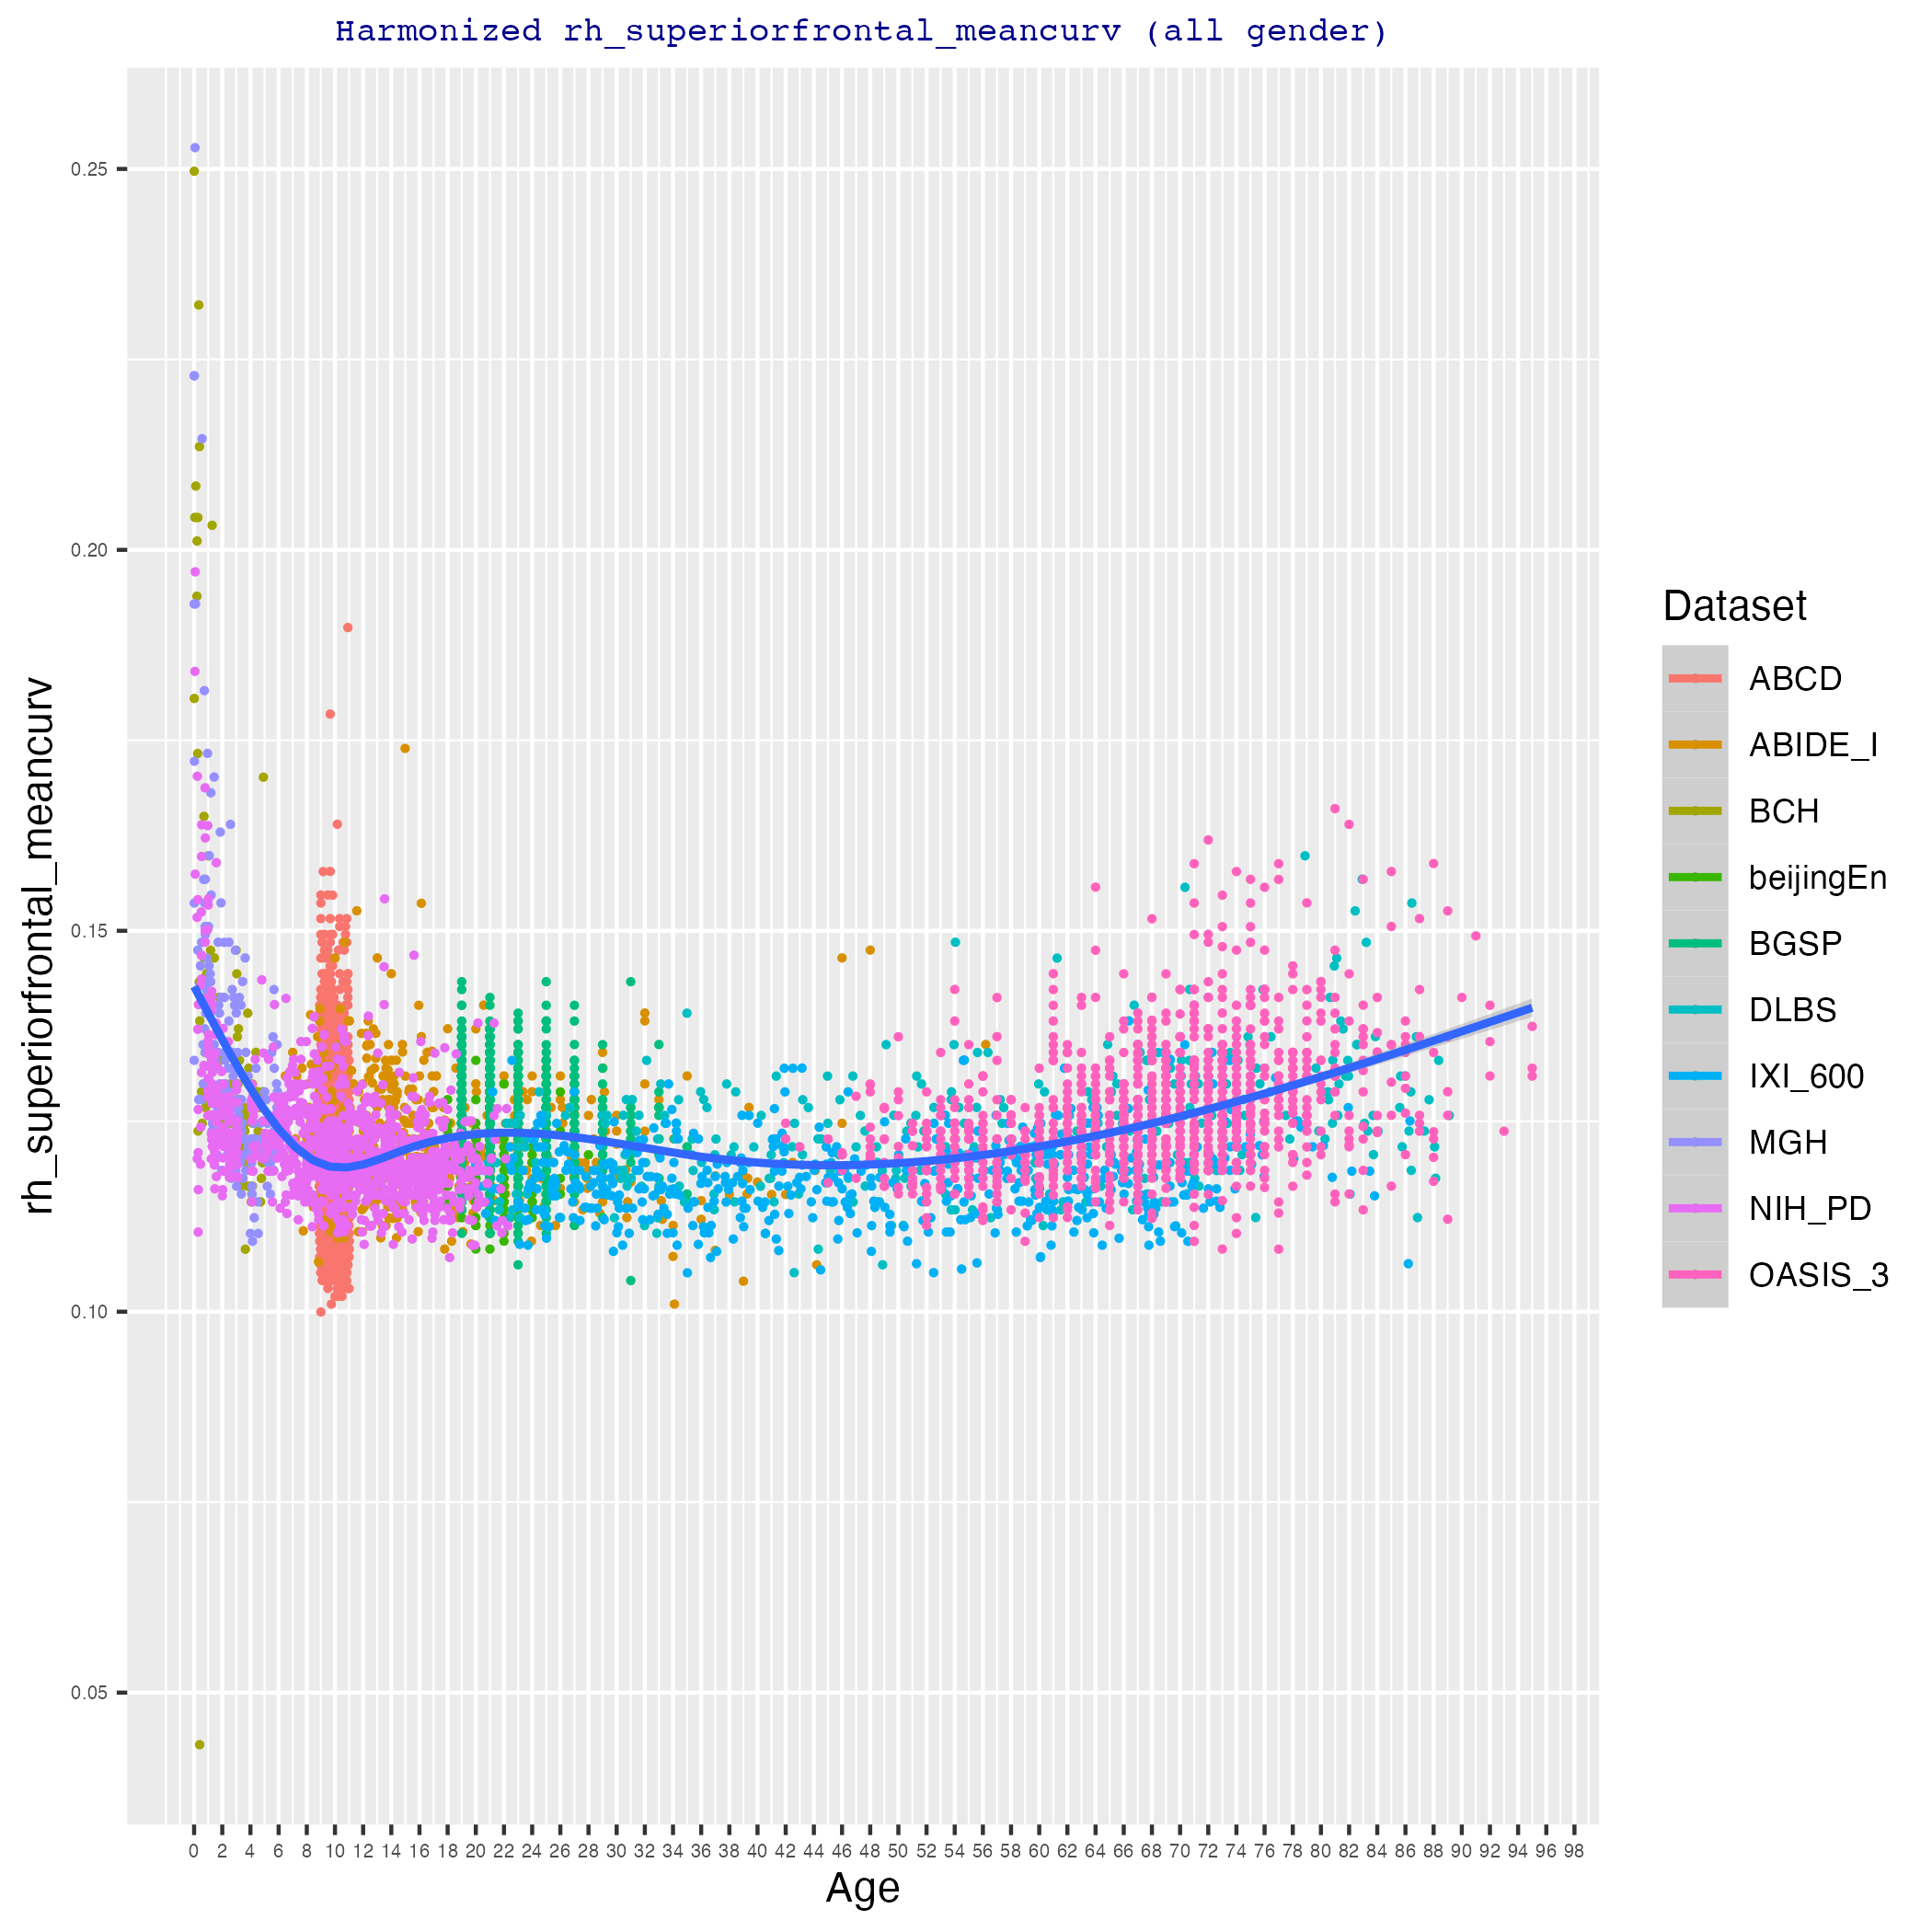 Harmonized rh_superiorfrontal_meancurv (all gender)
rh_superiorfrontal_meancurv
0.25
0.20
0.15
0.10
0.05
0 2 4 6 8 10 12 14 16 18 20 22 24 26 28 30 32 34 36 38 40 42 44 46 48 50 52 54 56 58 60 62 64 66 68 70 72 74 76 78 80 82 84 86 88 90 92 94 96 98
Age
Dataset
ABCD
ABIDE_I
BCH
beijingEn
BGSP
DLBS
IXI_600
MGH
NIH_PD
OASIS_3